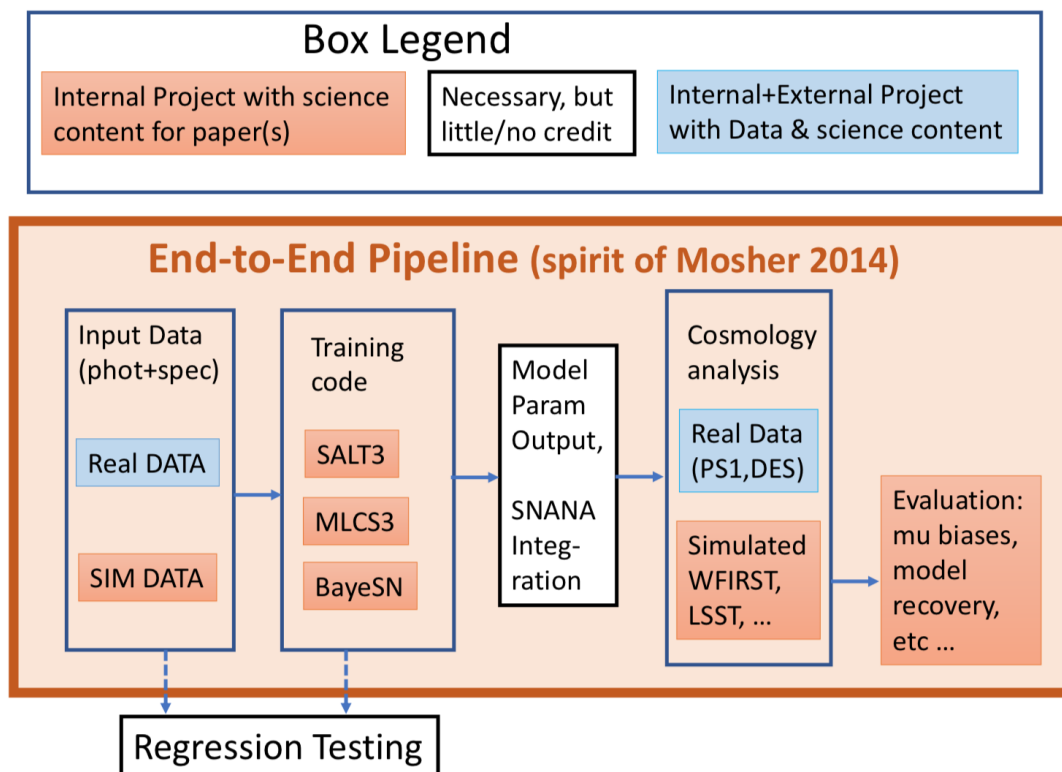 Box Legend
Internal Project with science
content for paper(s)
Necessary, but
little/no credit
Internal+External Project
with Data & science content
End-to-End Pipeline (spirit of Mosher 2014)
Input Data
(phot+spec)
Real DATA
SIM DATA
Training
code
SALT3
MLCS3
BayeSN
Model
Param
Output,
SNANA
Integ-
ration
Cosmology
analysis
Real Data
(PS1,DES)
Simulated
WFIRST,
LSST, ...
Evaluation:
mu biases,
model
recovery,
etc ...
Regression Testing